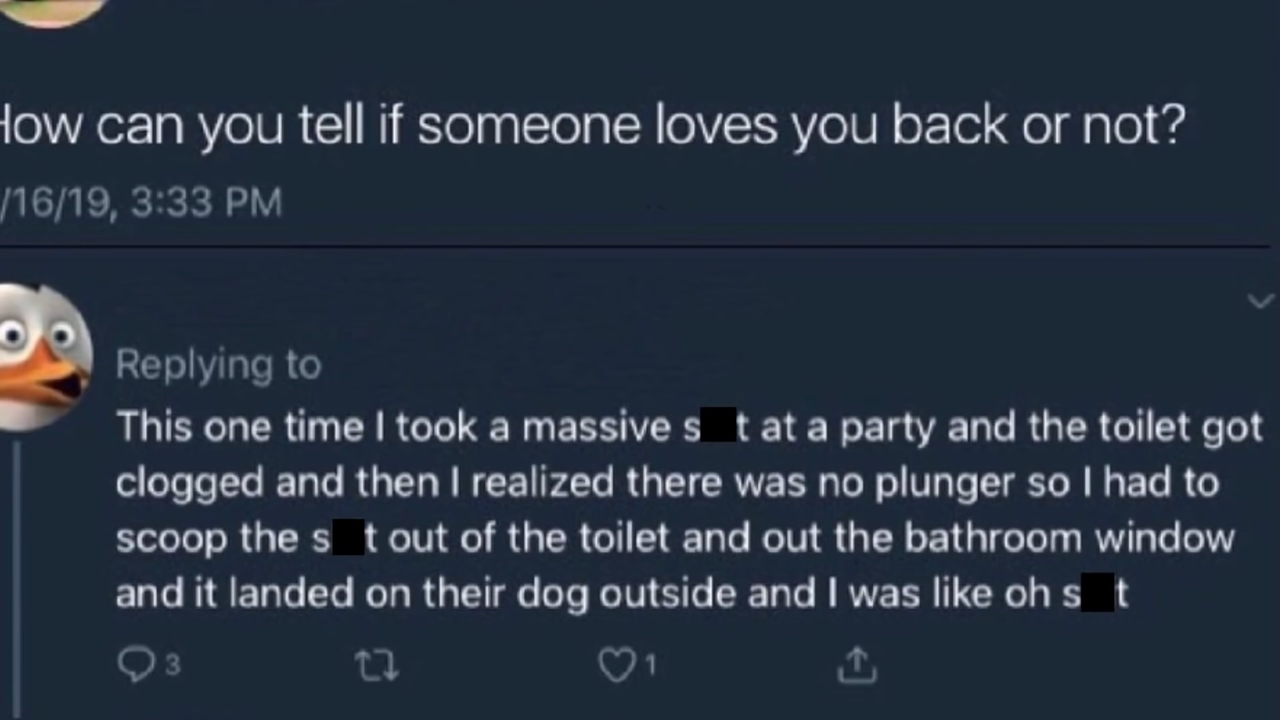 How can you tell if someone loves you back or not?
/16/19, 3:33 PM
Replying to
This one time I took a massive s■t at a party and the toilet got
clogged and then I realized there was no plunger so I had to
scoop the s■t out of the toilet and out the bathroom window
and it landed on their dog outside and I was like oh s■t
3
1